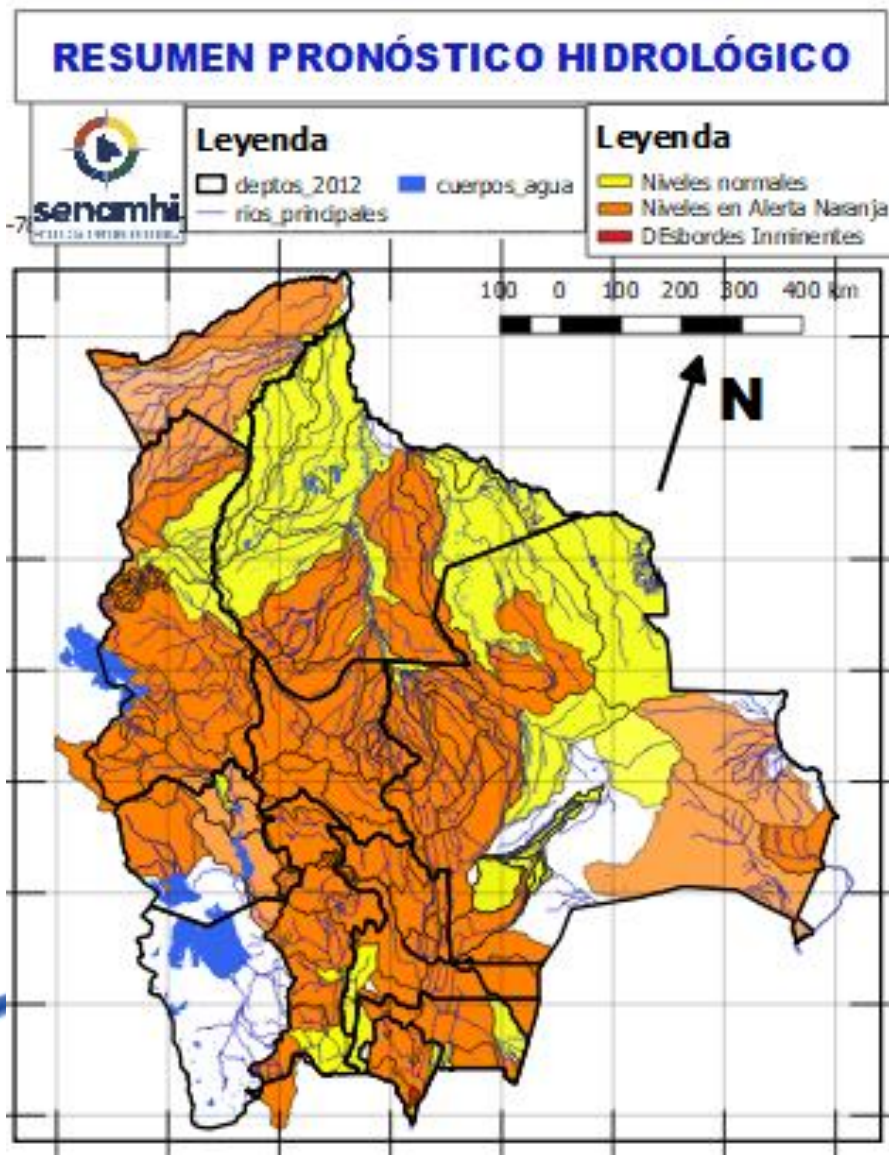 RESUMEN PRONÓSTICO HIDROLÓGICO
senamhi
Leyenda
deptos_2012
cuerpos_agua
rios_principales
Leyenda
Niveles normales
Niveles en Alerta Naranja
DEsbordes Inminentes
-7
100 0 100 200 300 400 km
N